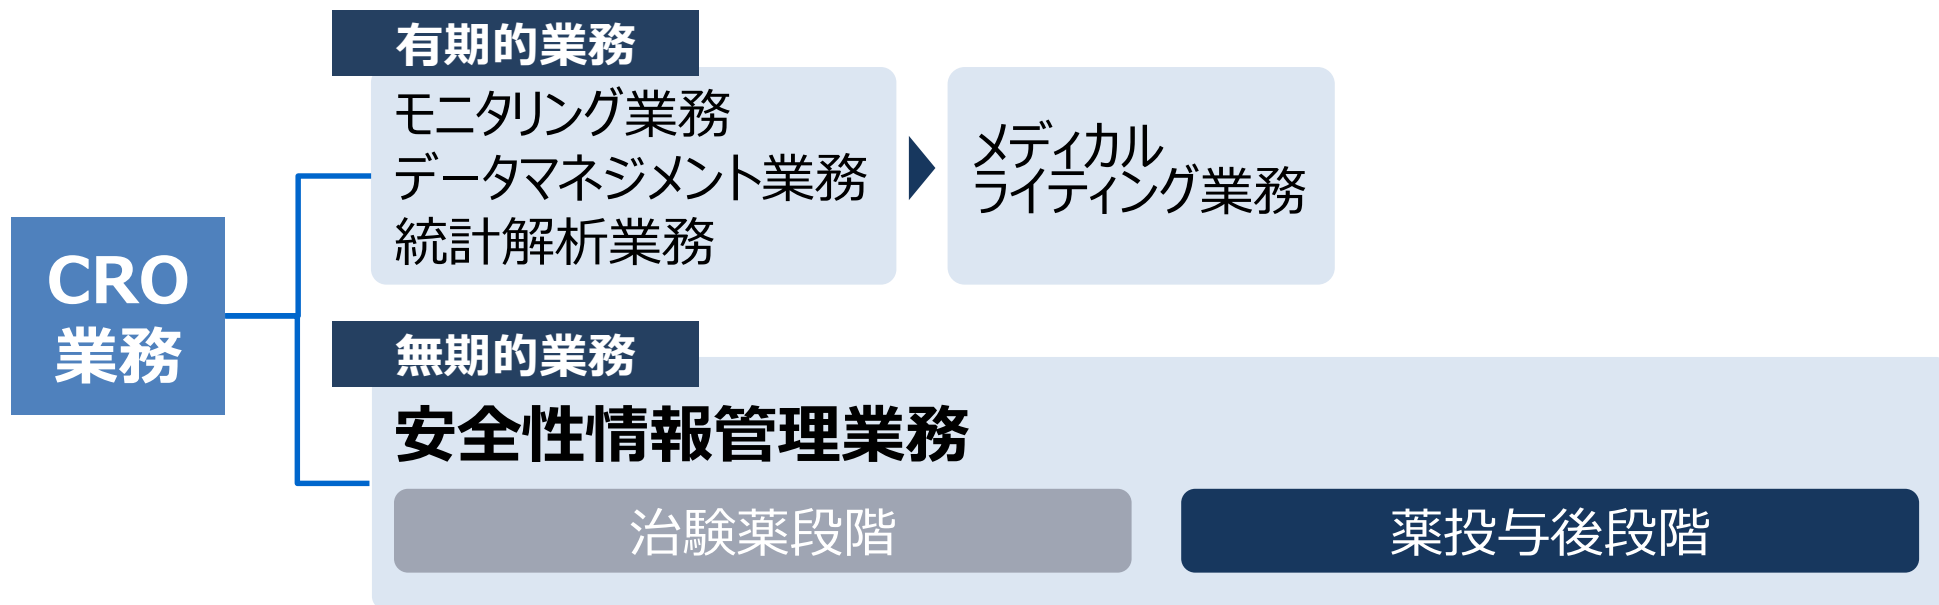 CRO
業務
有期的業務
モニタリング業務
データマネジメント業務
統計解析業務
メディカル
ライティング業務
無期的業務
安全性情報管理業務
治験薬段階
薬投与後段階